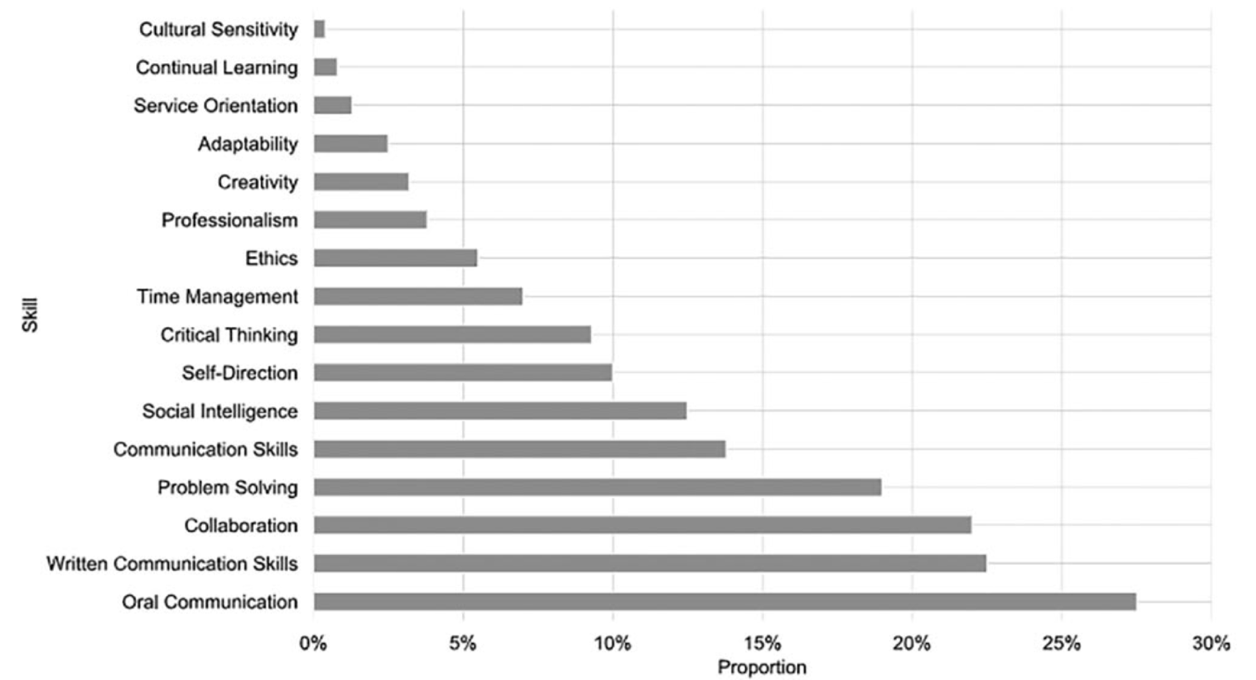 Cultural Sensitivity
Continual Learning
Service Orientation
Adaptability
Creativity
Professionalism
Ethics
Time Management
Critical Thinking
Self-Direction
Social Intelligence
Communication Skills
Problem Solving
Collaboration
Written Communication Skills
Oral Communication
Skill
0% 5% 10% 15% 20% 25% 30%
Proportion